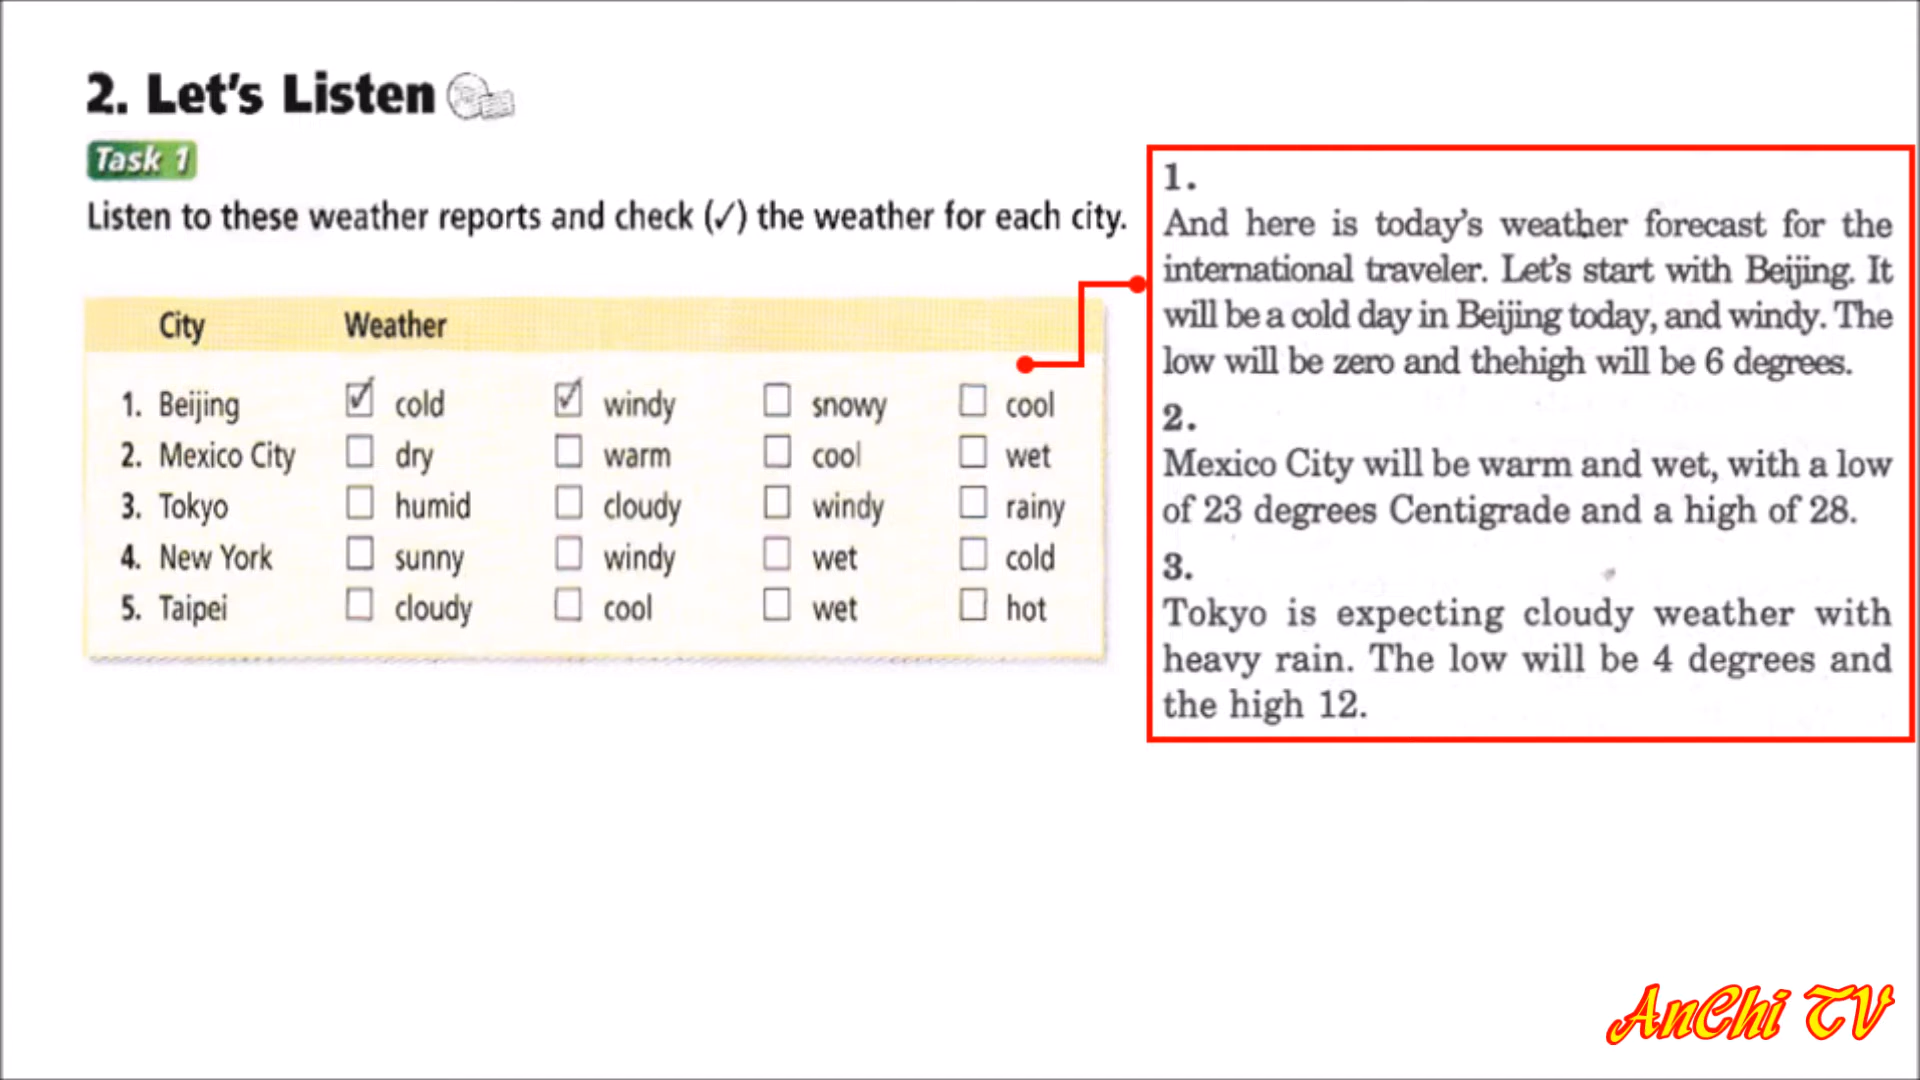 2. Let's Listen
Task 1
Listen to these weather reports and check (✓) the weather for each city.
City Weather
1. Beijing ☑ cold ☑ windy ☐ snowy ☐ cool
2. Mexico City ☐ dry ☐ warm ☐ cool ☐ wet
3. Tokyo ☐ humid ☐ cloudy ☐ windy ☐ rainy
4. New York ☐ sunny ☐ windy ☐ wet ☐ cold
5. Taipei ☐ cloudy ☐ cool ☐ wet ☐ hot
1.
And here is today's weather forecast for the
international traveler. Let's start with Beijing. It
will be a cold day in Beijing today, and windy. The
low will be zero and thehigh will be 6 degrees.
2.
Mexico City will be warm and wet, with a low
of 23 degrees Centigrade and a high of 28.
3.
Tokyo is expecting cloudy weather with
heavy rain. The low will be 4 degrees and
the high 12.
AnChi TV